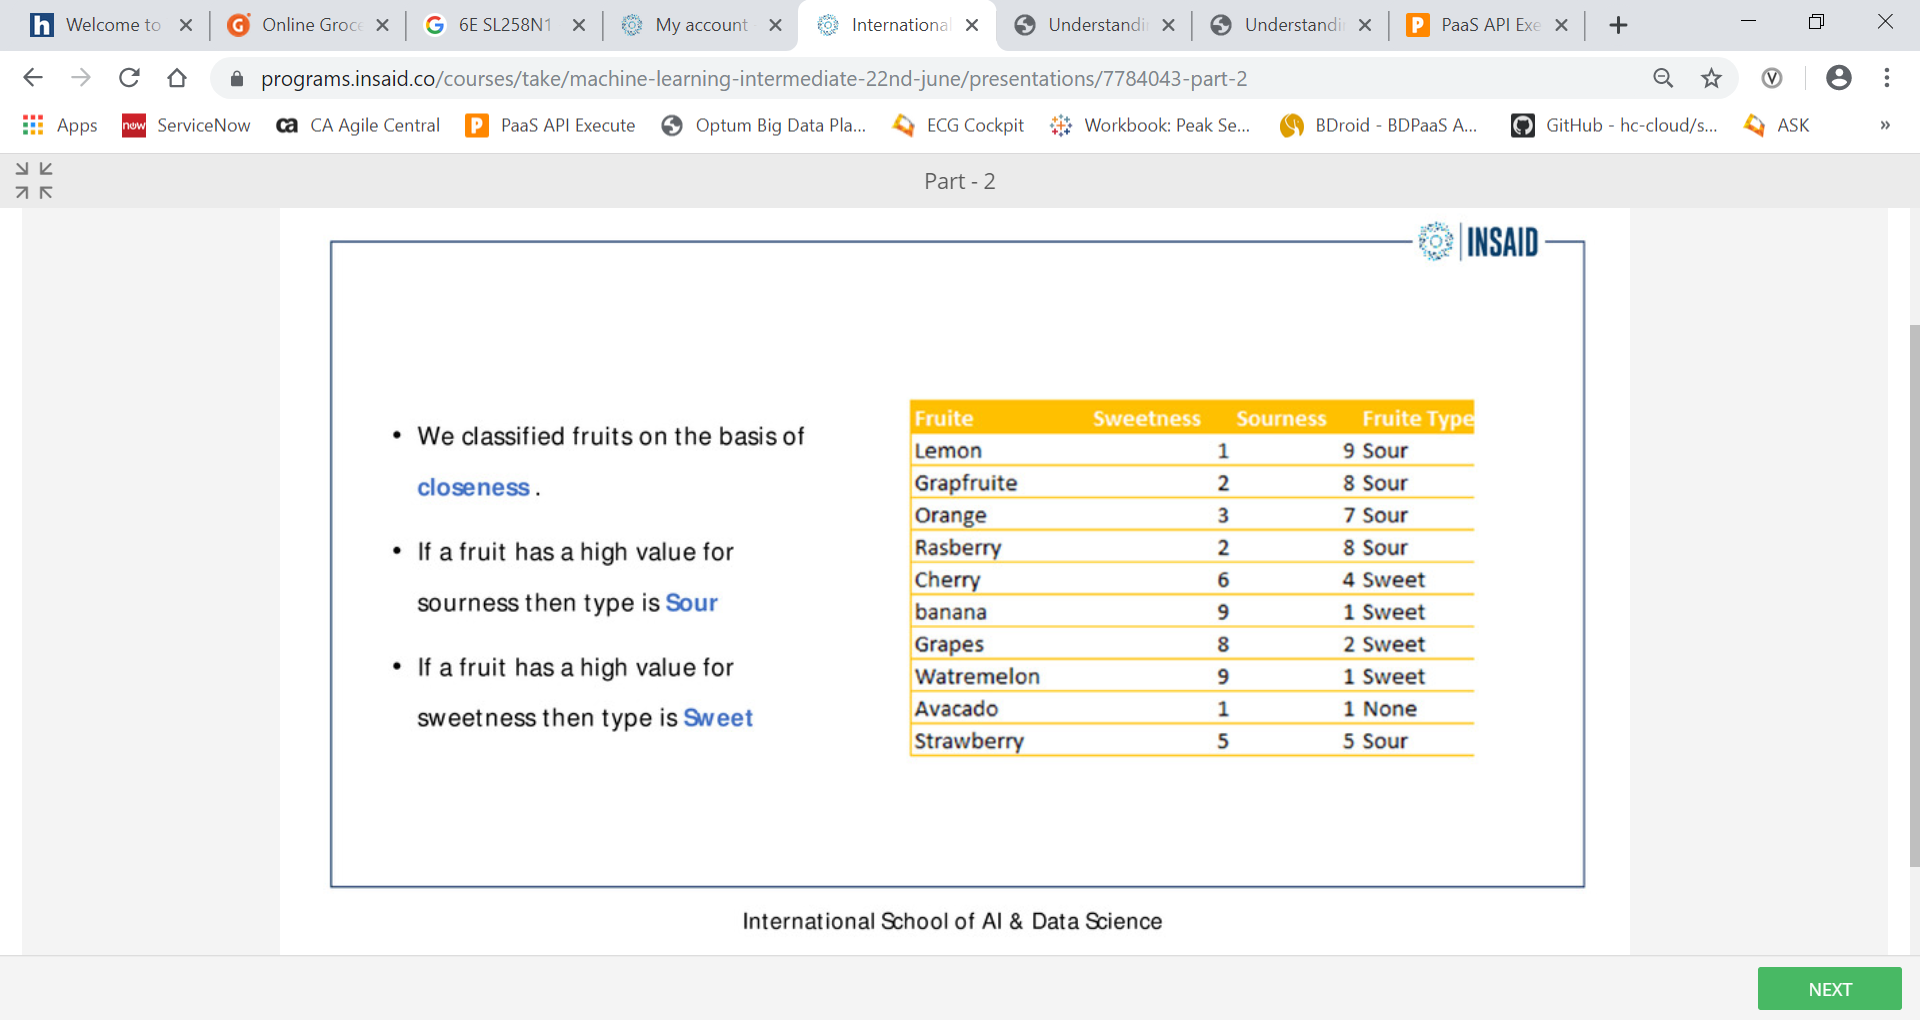 Welcome to
Online Groce
6E SL258N1
My account
International
Understandin
Understandin
PaaS API Exe
programs.insaid.co/courses/take/machine-learning-intermediate-22nd-june/presentations/7784043-part-2
Apps
now ServiceNow
ca CA Agile Central
P PaaS API Execute
Optum Big Data Pla...
ECG Cockpit
Workbook: Peak Se...
BDroid - BDPaaS A...
GitHub - hc-cloud/s...
ASK
»
Part - 2
INSAID
• We classified fruits on the basis of
closeness .
• If a fruit has a high value for
sourness then type is Sour
• If a fruit has a high value for
sweetness then type is Sweet
Fruite Sweetness Sourness Fruite Type
Lemon 1 9 Sour
Grapfruite 2 8 Sour
Orange 3 7 Sour
Rasberry 2 8 Sour
Cherry 6 4 Sweet
banana 9 1 Sweet
Grapes 8 2 Sweet
Watremelon 9 1 Sweet
Avacado 1 1 None
Strawberry 5 5 Sour
International School of AI & Data Science
NEXT